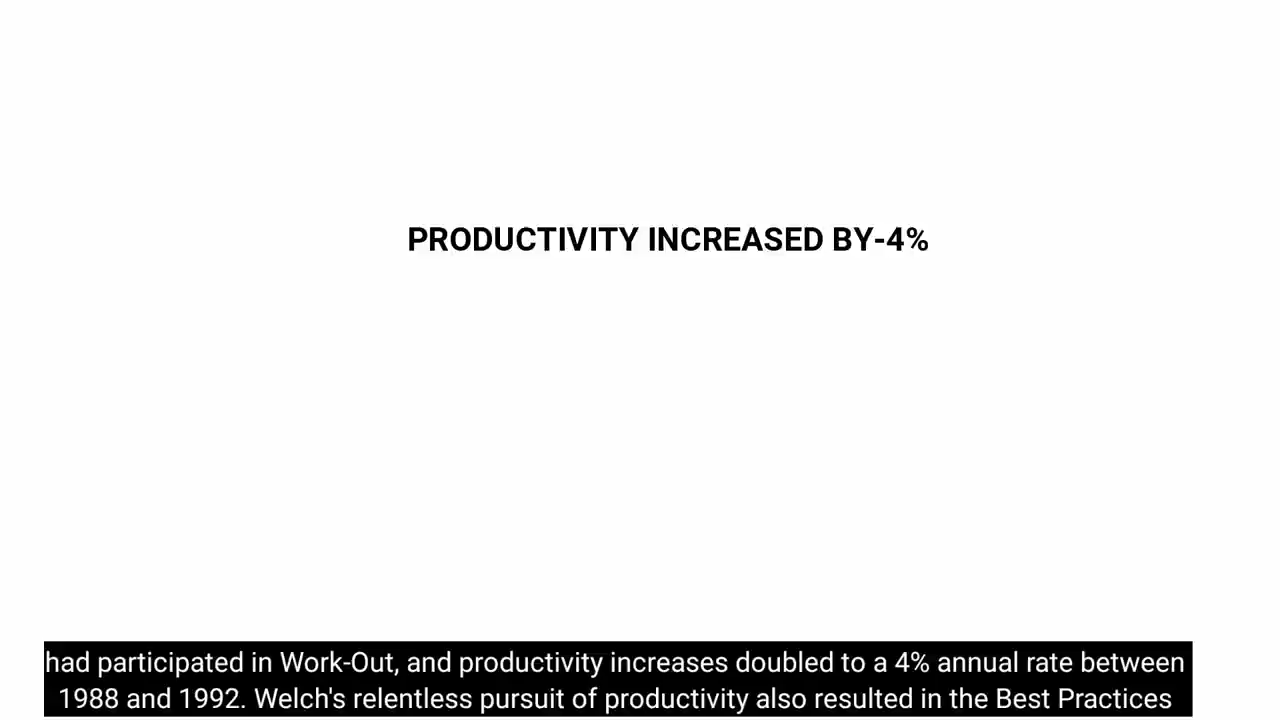 PRODUCTIVITY INCREASED BY-4%
had participated in Work-Out, and productivity increases doubled to a 4% annual rate between
1988 and 1992. Welch's relentless pursuit of productivity also resulted in the Best Practices